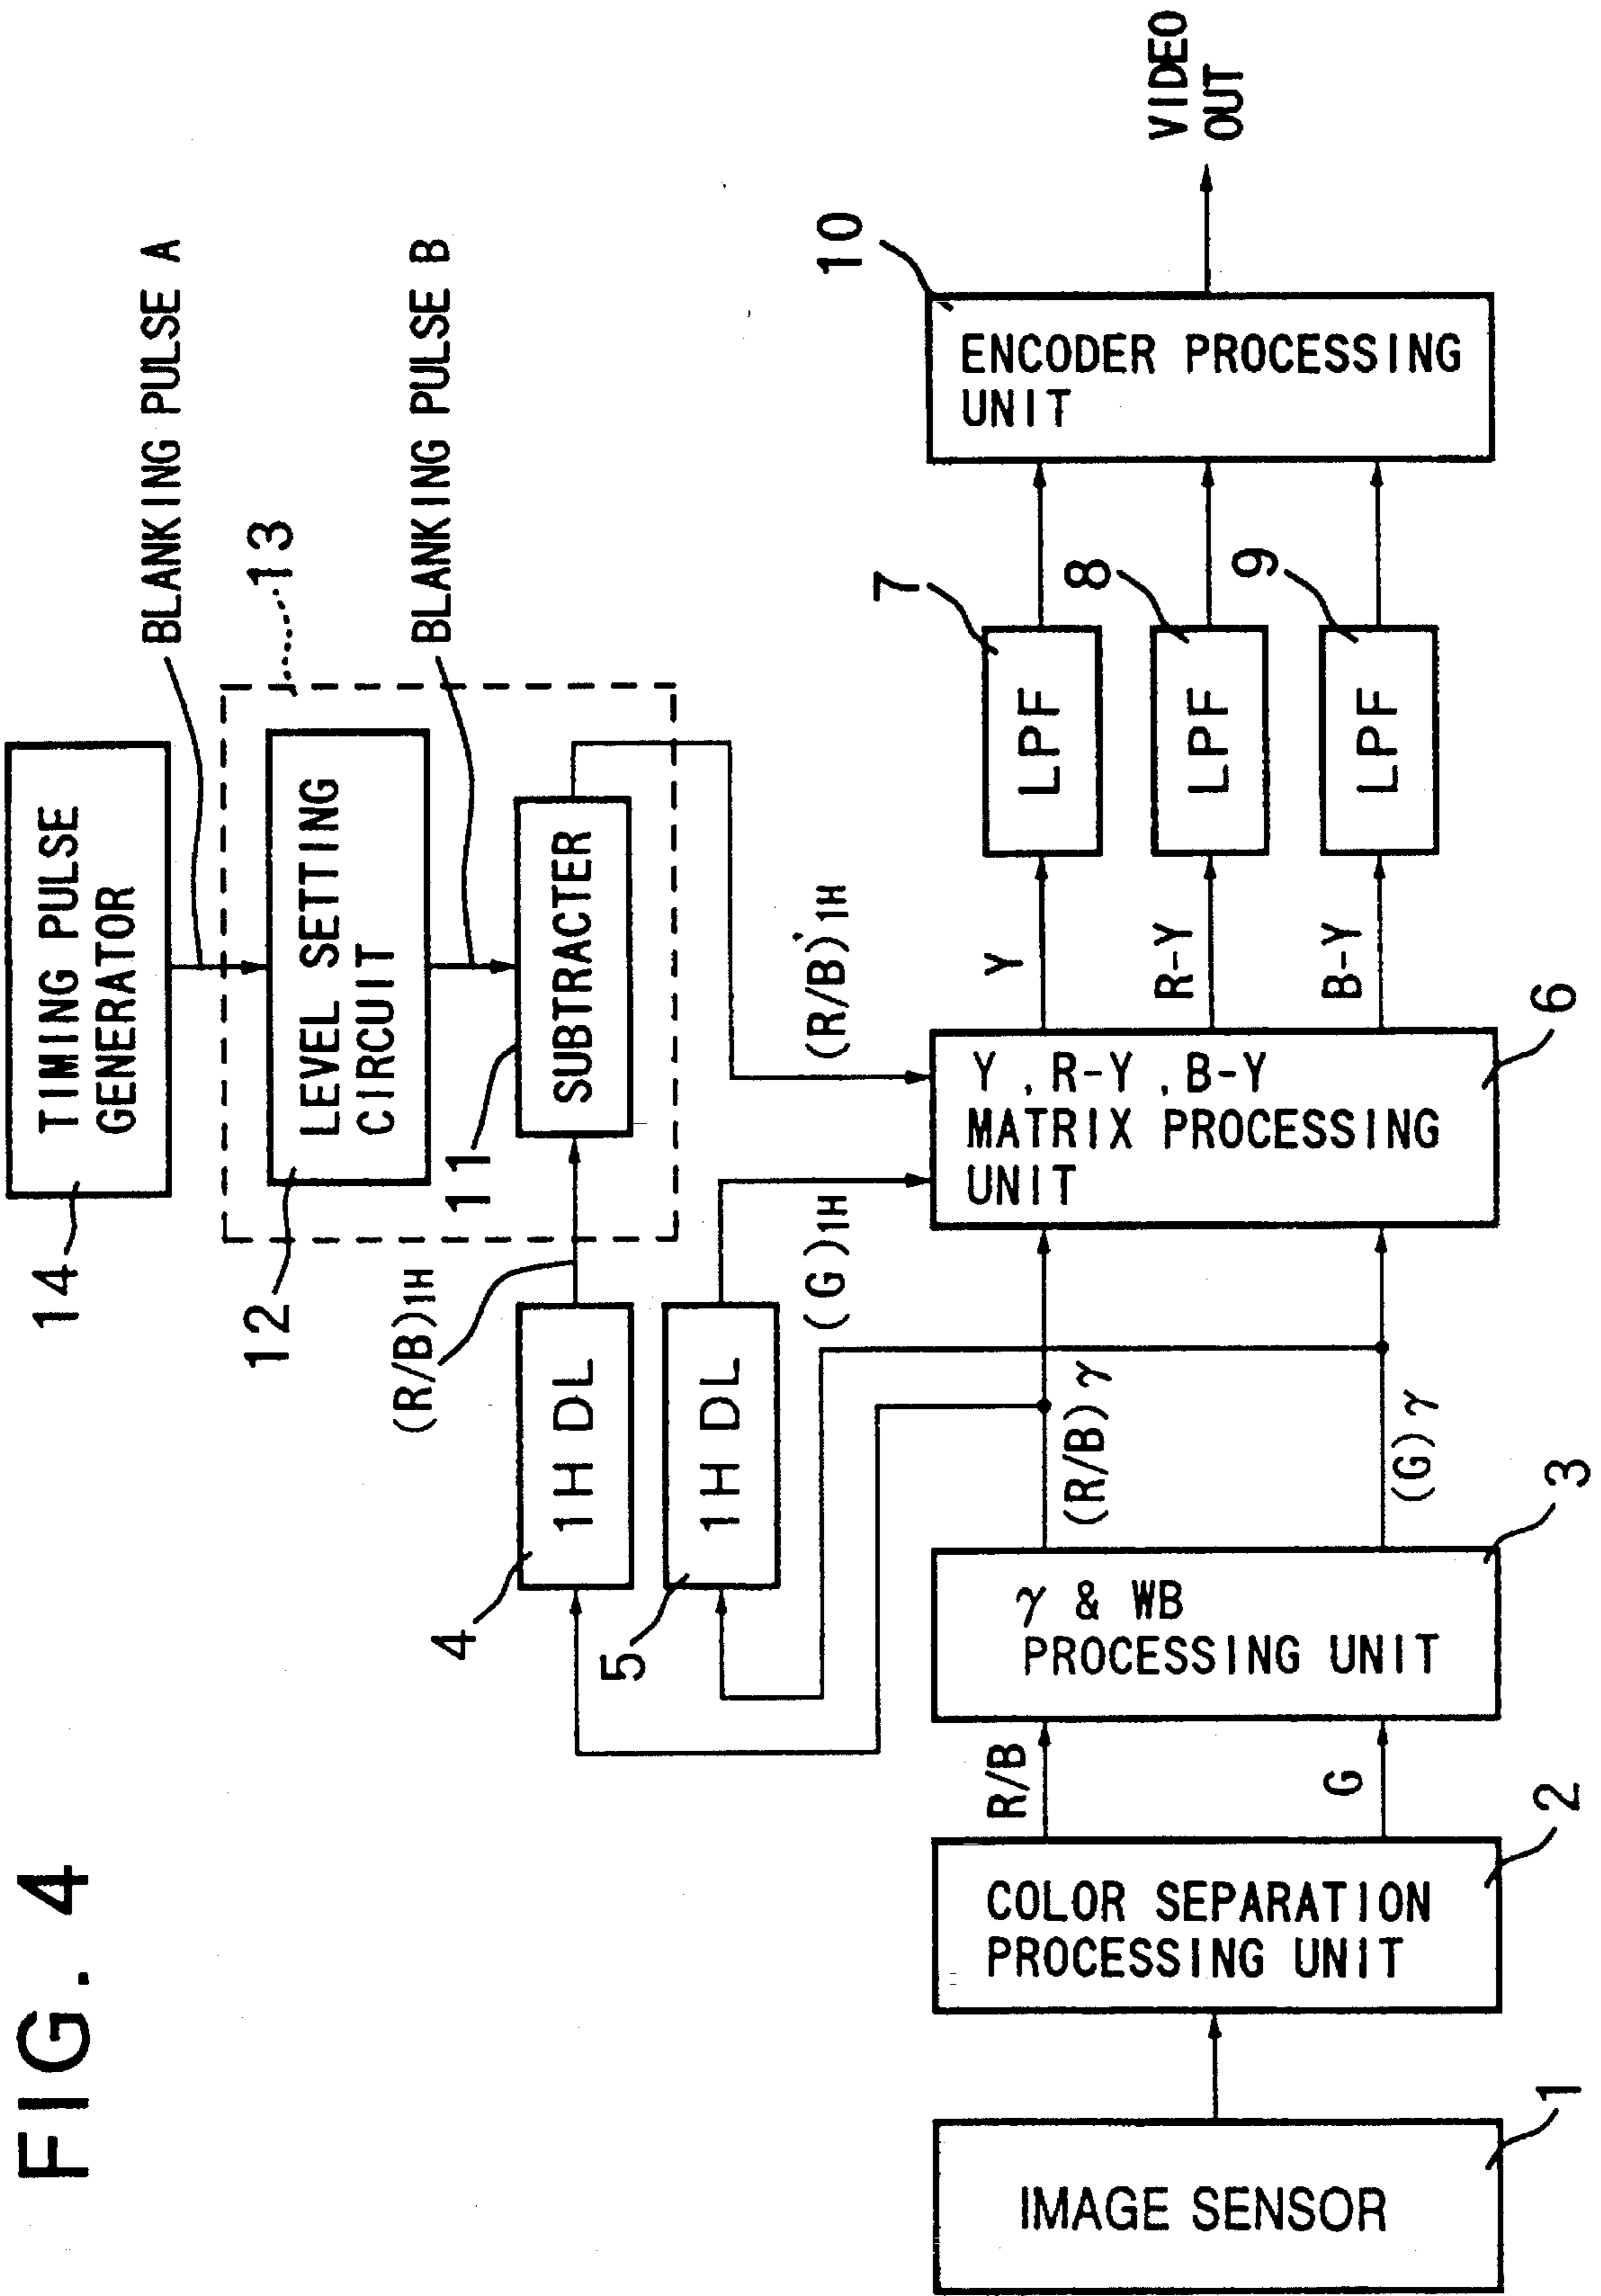 FIG. 4
14
TIMING PULSE
GENERATOR
BLANKING PULSE A
13
12
LEVEL SETTING
CIRCUIT
BLANKING PULSE B
11
SUBTRACTER
(R/B)1H
4
1H DL
5
1H DL
(G)1H
(R/B)'1H
IMAGE SENSOR
1
COLOR SEPARATION
PROCESSING UNIT
2
R/B
G
γ & WB
PROCESSING UNIT
3
(R/B)γ
(G)γ
Y, R-Y, B-Y
MATRIX PROCESSING
UNIT
6
Y
R-Y
B-Y
7
LPF
8
LPF
9
LPF
10
ENCODER PROCESSING
UNIT
VIDEO
OUT